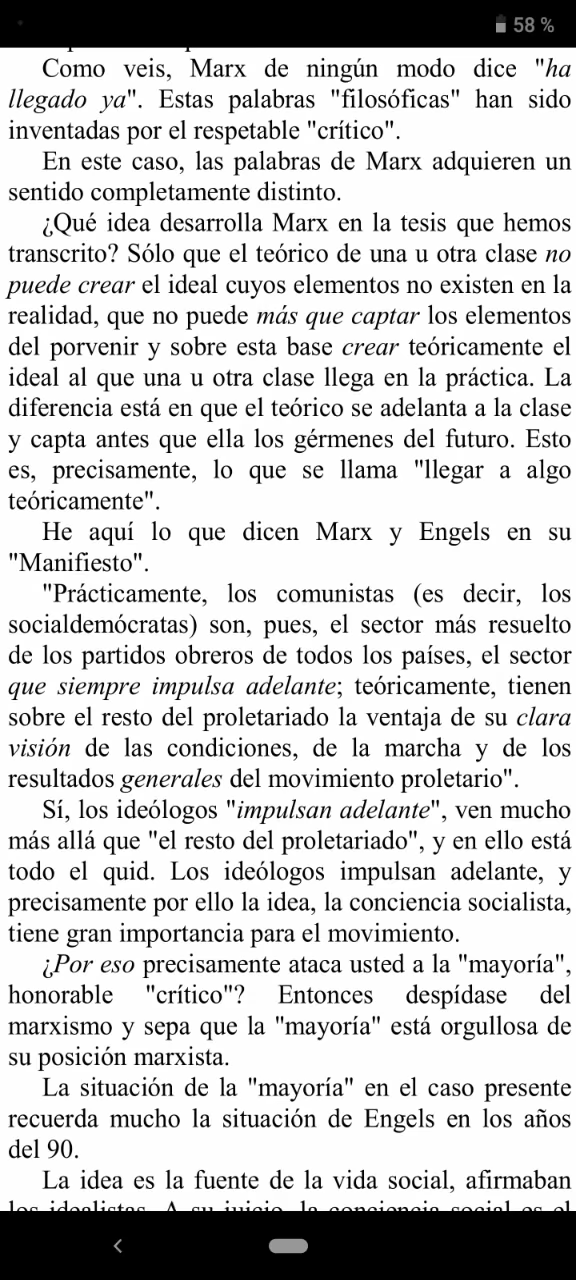 58 %
Como veis, Marx de ningún modo dice "ha
llegado ya". Estas palabras "filosóficas" han sido
inventadas por el respetable "crítico".
En este caso, las palabras de Marx adquieren un
sentido completamente distinto.
¿Qué idea desarrolla Marx en la tesis que hemos
transcrito? Sólo que el teórico de una u otra clase no
puede crear el ideal cuyos elementos no existen en la
realidad, que no puede más que captar los elementos
del porvenir y sobre esta base crear teóricamente el
ideal al que una u otra clase llega en la práctica. La
diferencia está en que el teórico se adelanta a la clase
y capta antes que ella los gérmenes del futuro. Esto
es, precisamente, lo que se llama "llegar a algo
teóricamente".
He aquí lo que dicen Marx y Engels en su
"Manifiesto".
"Prácticamente, los comunistas (es decir, los
socialdemócratas) son, pues, el sector más resuelto
de los partidos obreros de todos los países, el sector
que siempre impulsa adelante; teóricamente, tienen
sobre el resto del proletariado la ventaja de su clara
visión de las condiciones, de la marcha y de los
resultados generales del movimiento proletario".
Sí, los ideólogos "impulsan adelante", ven mucho
más allá que "el resto del proletariado", y en ello está
todo el quid. Los ideólogos impulsan adelante, y
precisamente por ello la idea, la conciencia socialista,
tiene gran importancia para el movimiento.
¿Por eso precisamente ataca usted a la "mayoría",
honorable "crítico"? Entonces despídase del
marxismo y sepa que la "mayoría" está orgullosa de
su posición marxista.
La situación de la "mayoría" en el caso presente
recuerda mucho la situación de Engels en los años
del 90.
La idea es la fuente de la vida social, afirmaban
los idealistas. A su juicio, la conciencia social es el